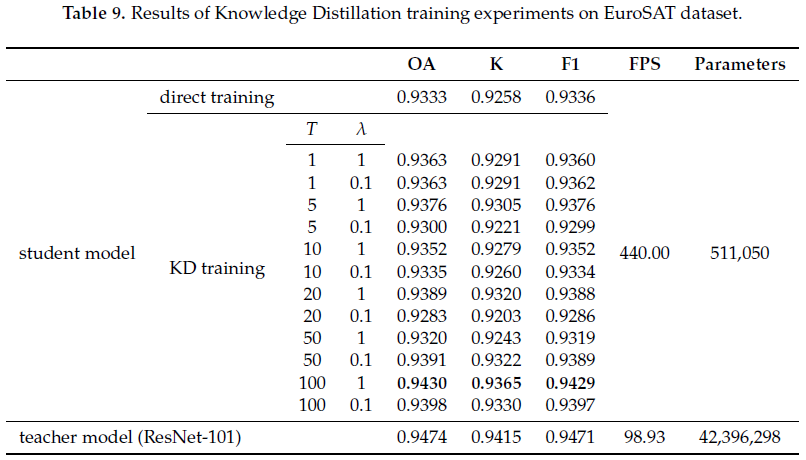 Table 9. Results of Knowledge Distillation training experiments on EuroSAT dataset.
OA K F1 FPS Parameters
direct training 0.9333 0.9258 0.9336
T λ
1 1 0.9363 0.9291 0.9360
1 0.1 0.9363 0.9291 0.9362
5 1 0.9376 0.9305 0.9376
5 0.1 0.9300 0.9221 0.9299
student model KD training 10 1 0.9352 0.9279 0.9352 440.00 511,050
10 0.1 0.9335 0.9260 0.9334
20 1 0.9389 0.9320 0.9388
20 0.1 0.9283 0.9203 0.9286
50 1 0.9320 0.9243 0.9319
50 0.1 0.9391 0.9322 0.9389
100 1 0.9430 0.9365 0.9429
100 0.1 0.9398 0.9330 0.9397
teacher model (ResNet-101) 0.9474 0.9415 0.9471 98.93 42,396,298